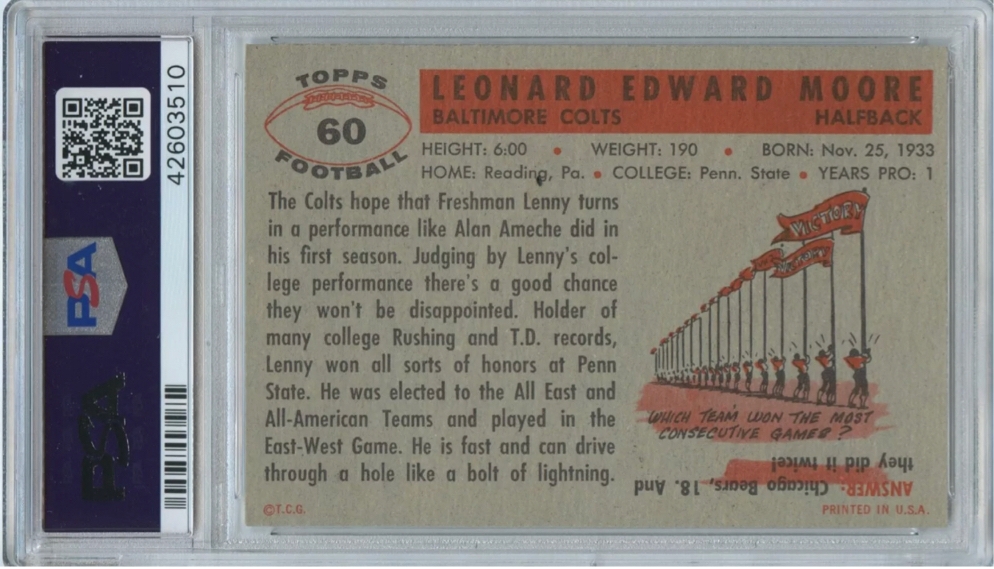 PSA
PSA
42603510
TOPPS
60
FOOTBALL
LEONARD EDWARD MOORE
BALTIMORE COLTS HALFBACK
HEIGHT: 6:00 • WEIGHT: 190 • BORN: Nov. 25, 1933
HOME: Reading, Pa. • COLLEGE: Penn. State • YEARS PRO: 1
The Colts hope that Freshman Lenny turns
in a performance like Alan Ameche did in
his first season. Judging by Lenny's col-
lege performance there's a good chance
they won't be disappointed. Holder of
many college Rushing and T.D. records,
Lenny won all sorts of honors at Penn
State. He was elected to the All East and
All-American Teams and played in the
East-West Game. He is fast and can drive
through a hole like a bolt of lightning.
VICTORY
WHICH TEAM WON THE MOST
CONSECUTIVE GAMES?
ANSWER: Chicago Bears, 18. And
they did it twice!
©T.C.G.
PRINTED IN U.S.A.